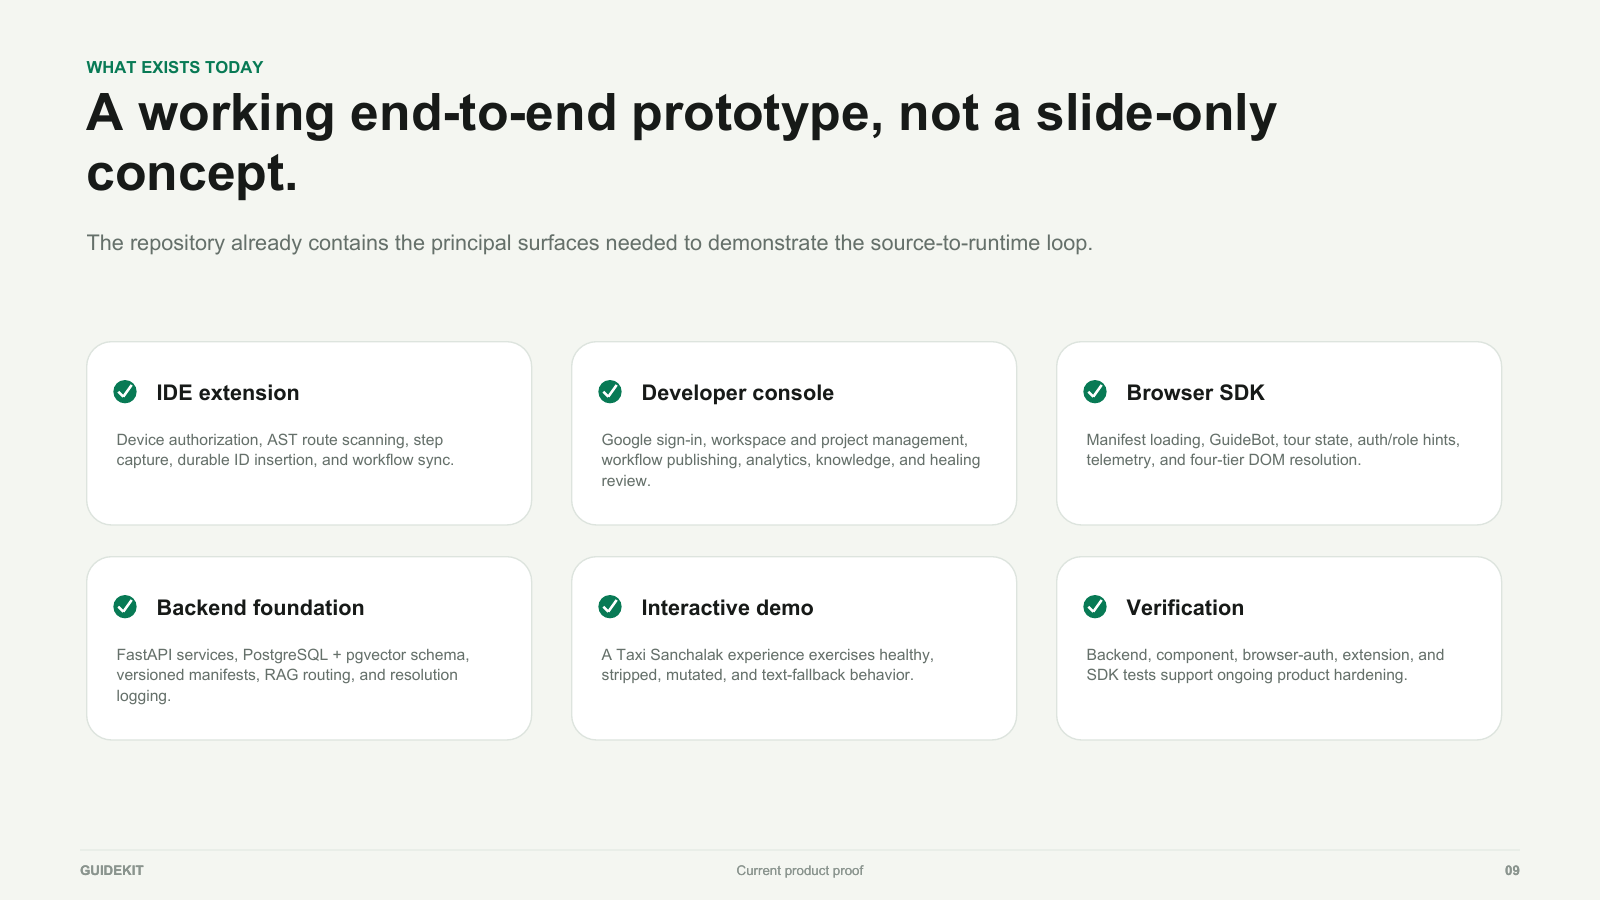 WHAT EXISTS TODAY
A working end-to-end prototype, not a slide-only
concept.
The repository already contains the principal surfaces needed to demonstrate the source-to-runtime loop.
IDE extension
Device authorization, AST route scanning, step
capture, durable ID insertion, and workflow sync.
Developer console
Google sign-in, workspace and project management,
workflow publishing, analytics, knowledge, and healing
review.
Browser SDK
Manifest loading, GuideBot, tour state, auth/role hints,
telemetry, and four-tier DOM resolution.
Backend foundation
FastAPI services, PostgreSQL + pgvector schema,
versioned manifests, RAG routing, and resolution
logging.
Interactive demo
A Taxi Sanchalak experience exercises healthy,
stripped, mutated, and text-fallback behavior.
Verification
Backend, component, browser-auth, extension, and
SDK tests support ongoing product hardening.
GUIDEKIT
Current product proof
09